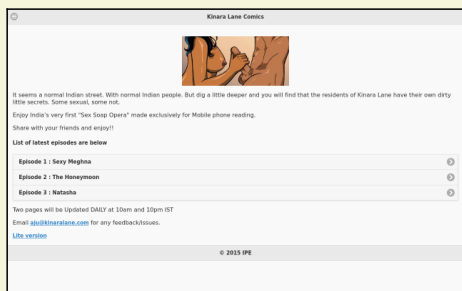 Kinara Lane Comics
It seems a normal Indian street. With normal Indian people. But dig a little deeper and you will find that the residents of Kinara Lane have their own dirty
little secrets. Some sexual, some not.
Enjoy India's very first "Sex Soap Opera" made exclusively for Mobile phone reading.
Share with your friends and enjoy!!
List of latest episodes are below
Episode 1 : Sexy Meghna
Episode 2 : The Honeymoon
Episode 3 : Natasha
Two pages will be Updated DAILY at 10am and 10pm IST
Email aju@kinaralane.com for any feedback/issues.
Lite version
© 2015 IPE